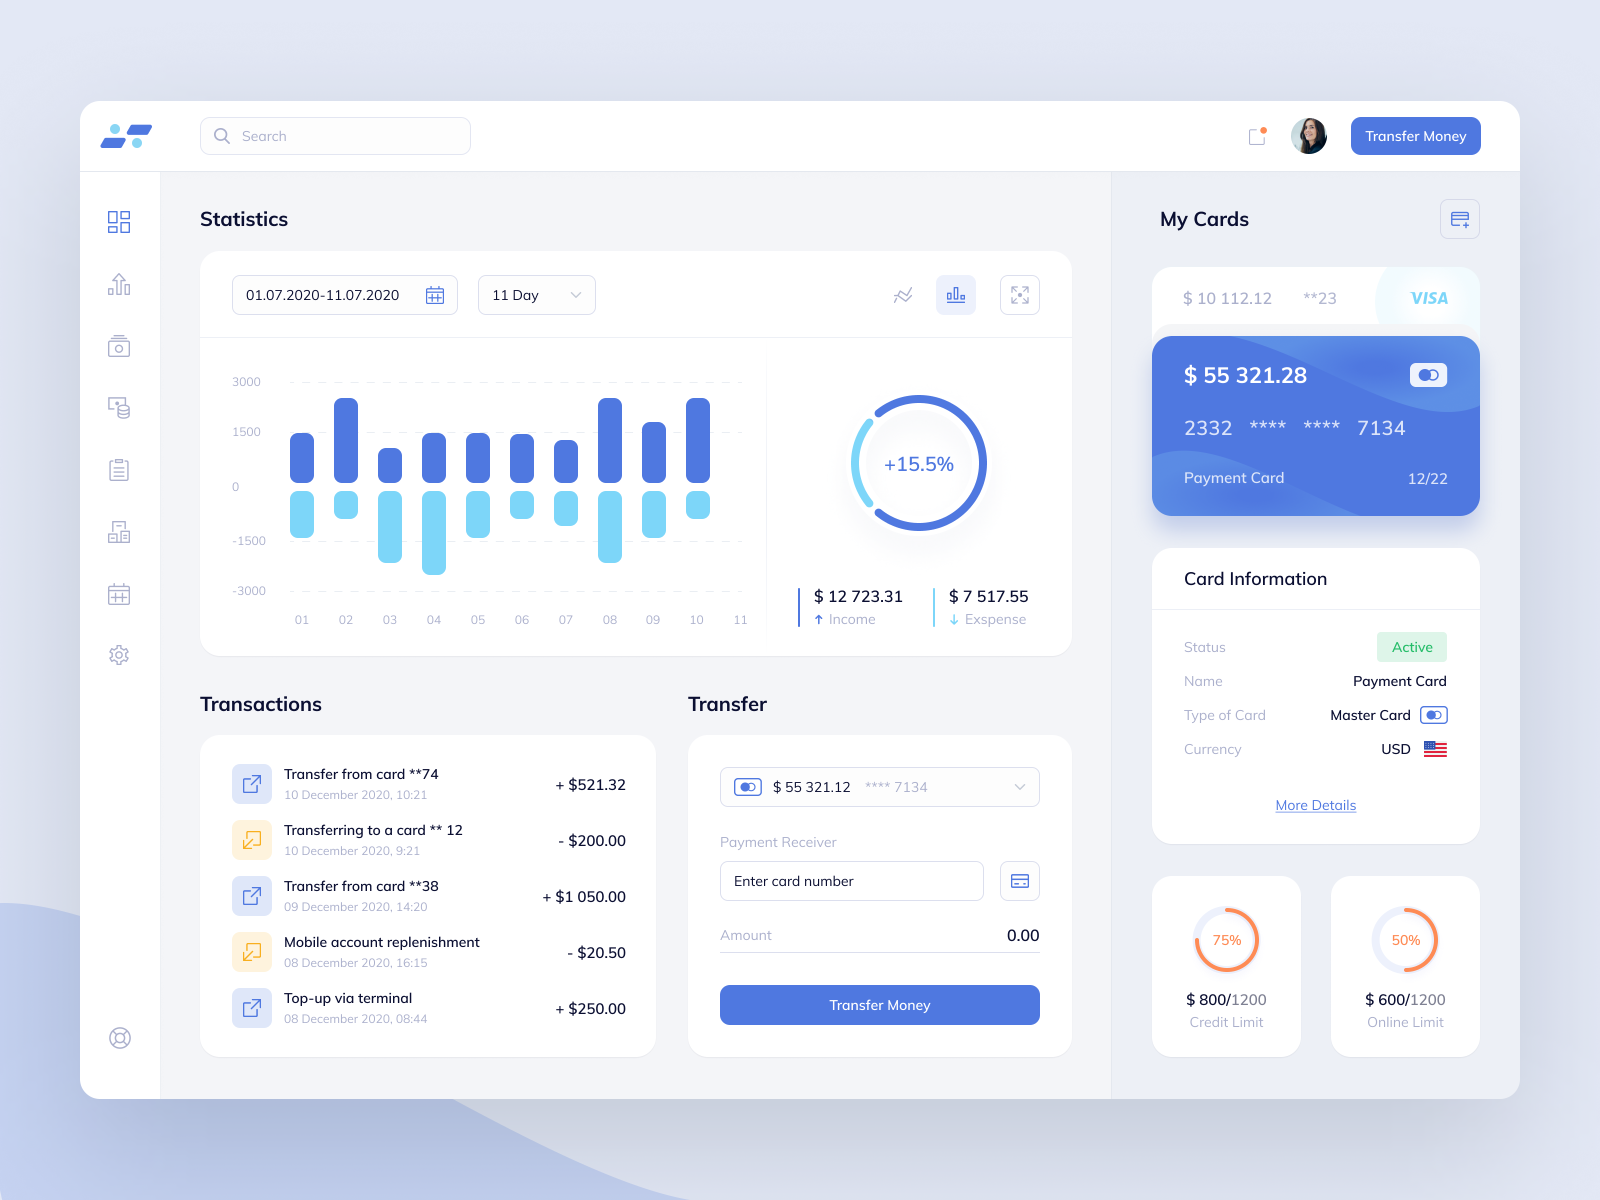 Search
Transfer Money
Statistics
01.07.2020-11.07.2020
11 Day
3000
1500
0
-1500
-3000
01 02 03 04 05 06 07 08 09 10 11
+15.5%
$ 12 723.31
Income
$ 7 517.55
Exspense
Transactions
Transfer from card **74
10 December 2020, 10:21
+ $521.32
Transferring to a card ** 12
10 December 2020, 9:21
- $200.00
Transfer from card **38
09 December 2020, 14:20
+ $1 050.00
Mobile account replenishment
08 December 2020, 16:15
- $20.50
Top-up via terminal
08 December 2020, 08:44
+ $250.00
Transfer
$ 55 321.12 **** 7134
Payment Receiver
Enter card number
Amount 0.00
Transfer Money
My Cards
$ 10 112.12 **23 VISA
$ 55 321.28
2332 **** **** 7134
Payment Card 12/22
Card Information
Status Active
Name Payment Card
Type of Card Master Card
Currency USD
More Details
75%
$ 800/1200
Credit Limit
50%
$ 600/1200
Online Limit